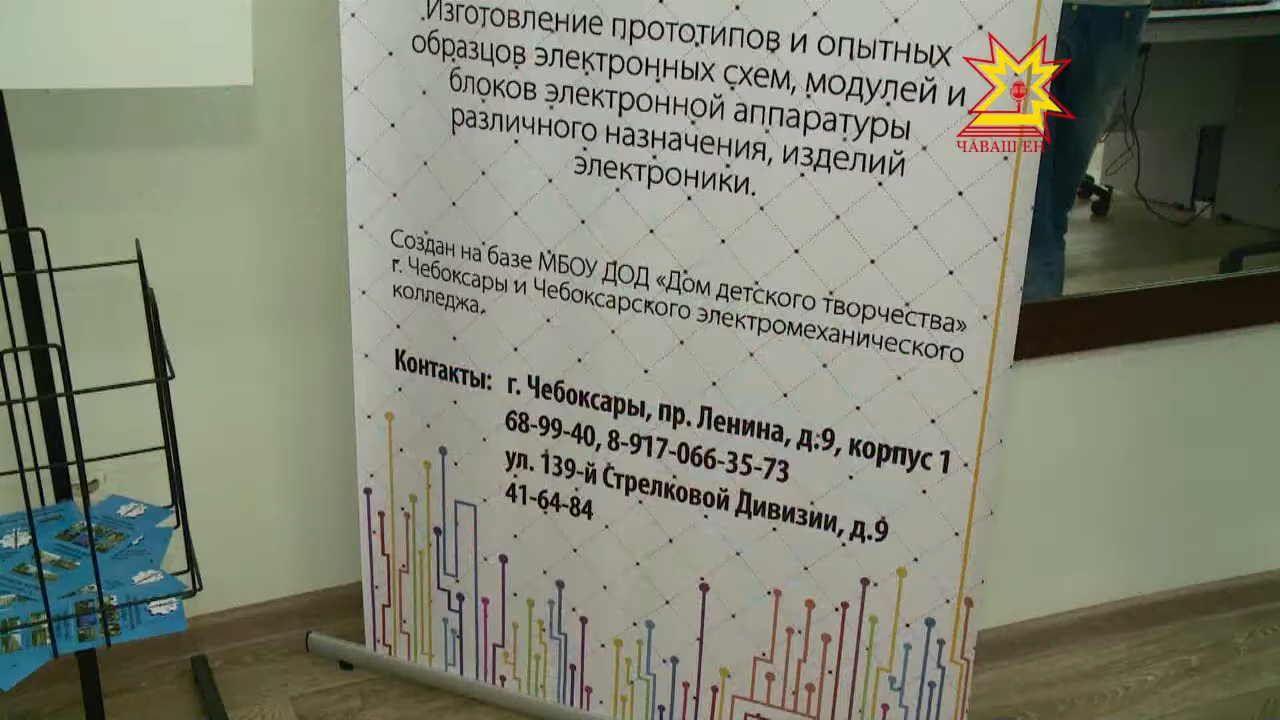 Изготовление прототипов и опытных
образцов электронных схем, модулей и
блоков электронной аппаратуры
различного назначения, изделий
электроники.
ЧӐВАШ ЕН
Создан на базе МБОУ ДОД «Дом детского творчества»
г. Чебоксары и Чебоксарского электромеханического
колледжа.
Контакты: г. Чебоксары, пр. Ленина, д.9, корпус 1
68-99-40, 8-917-066-35-73
ул. 139-й Стрелковой Дивизии, д.9
41-64-84